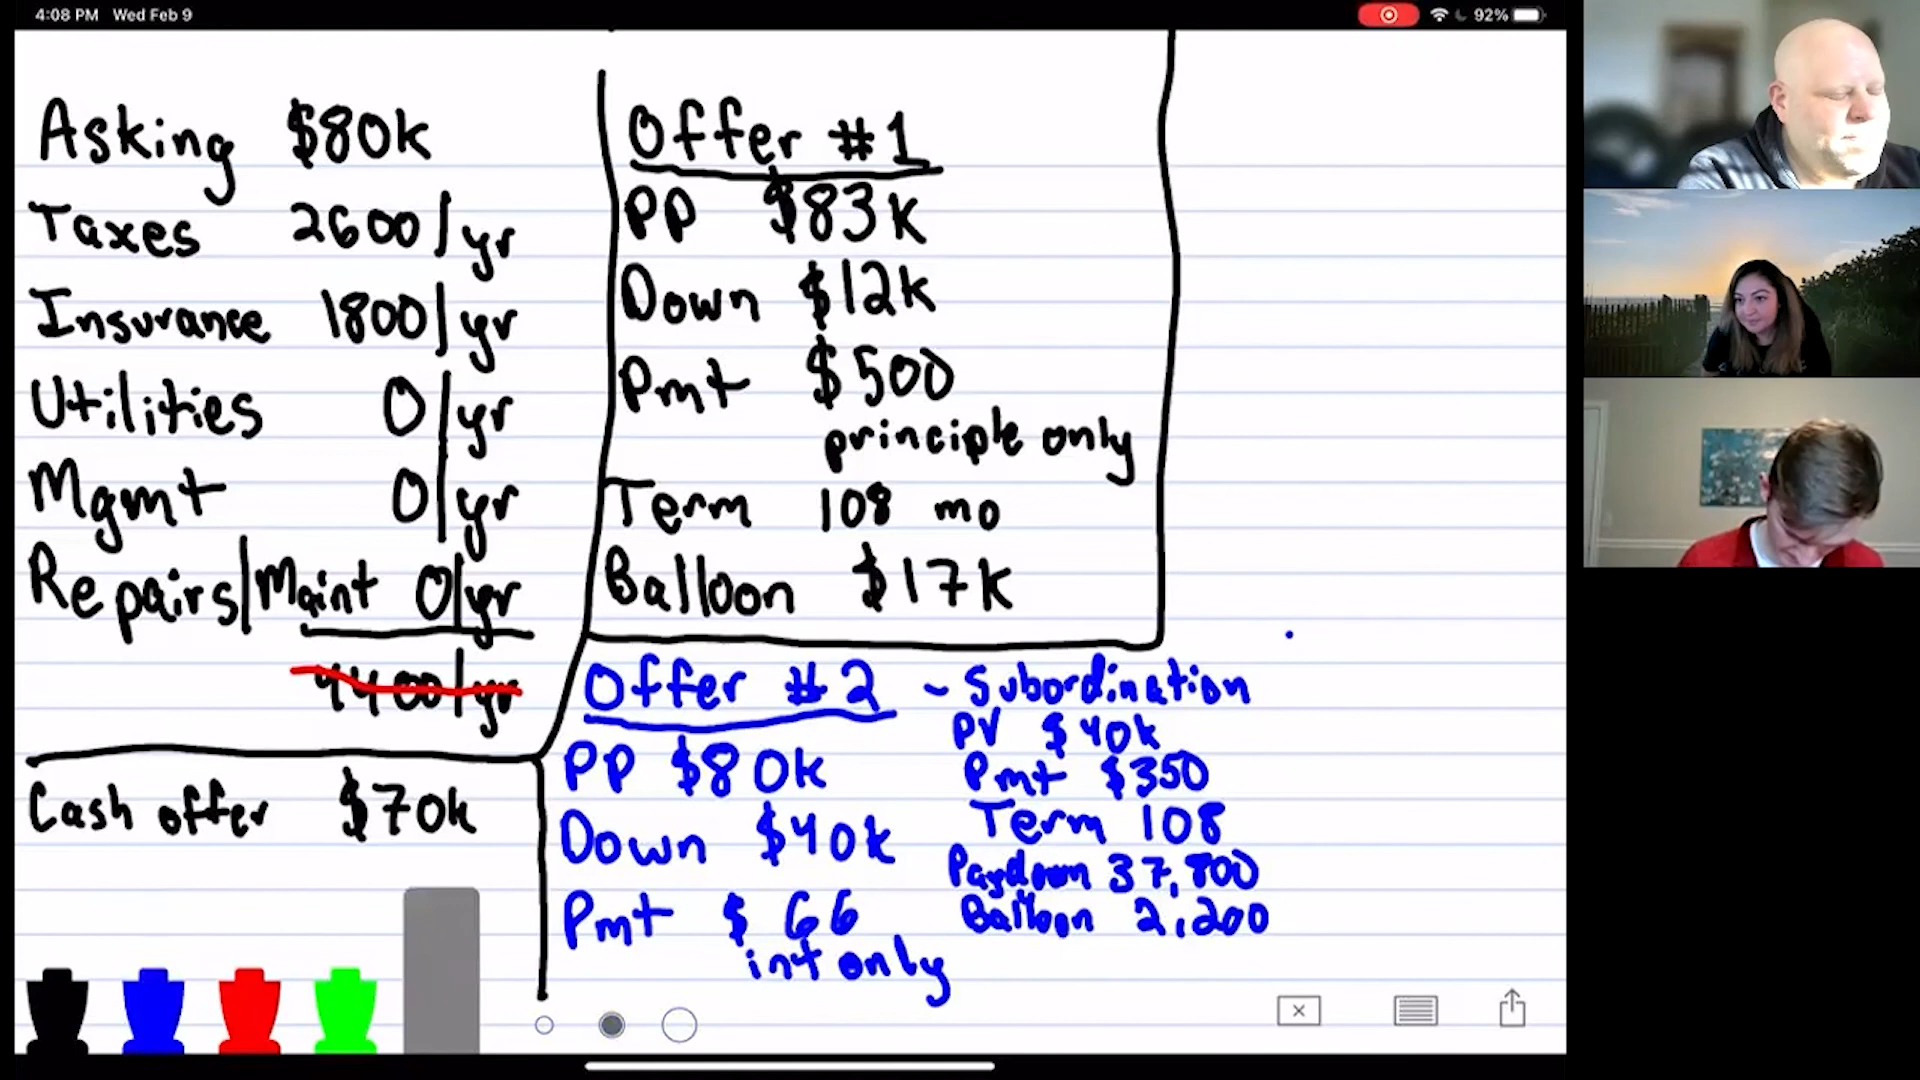 4:08 PM Wed Feb 9
92%
Asking $80k
Taxes 2600/yr
Insurance 1800/yr
Utilities 0/yr
Mgmt 0/yr
Repairs/Maint 0/yr
4400/yr
Cash offer $70k
Offer #1
PP $83k
Down $12k
Pmt $500
principle only
Term 108 mo
Balloon $17k
Offer #2
PP $80k
Down $40k
Pmt $66
int only
- Subordination
PV $40k
Pmt $350
Term 108
Paydown 37,800
Balloon 2,200